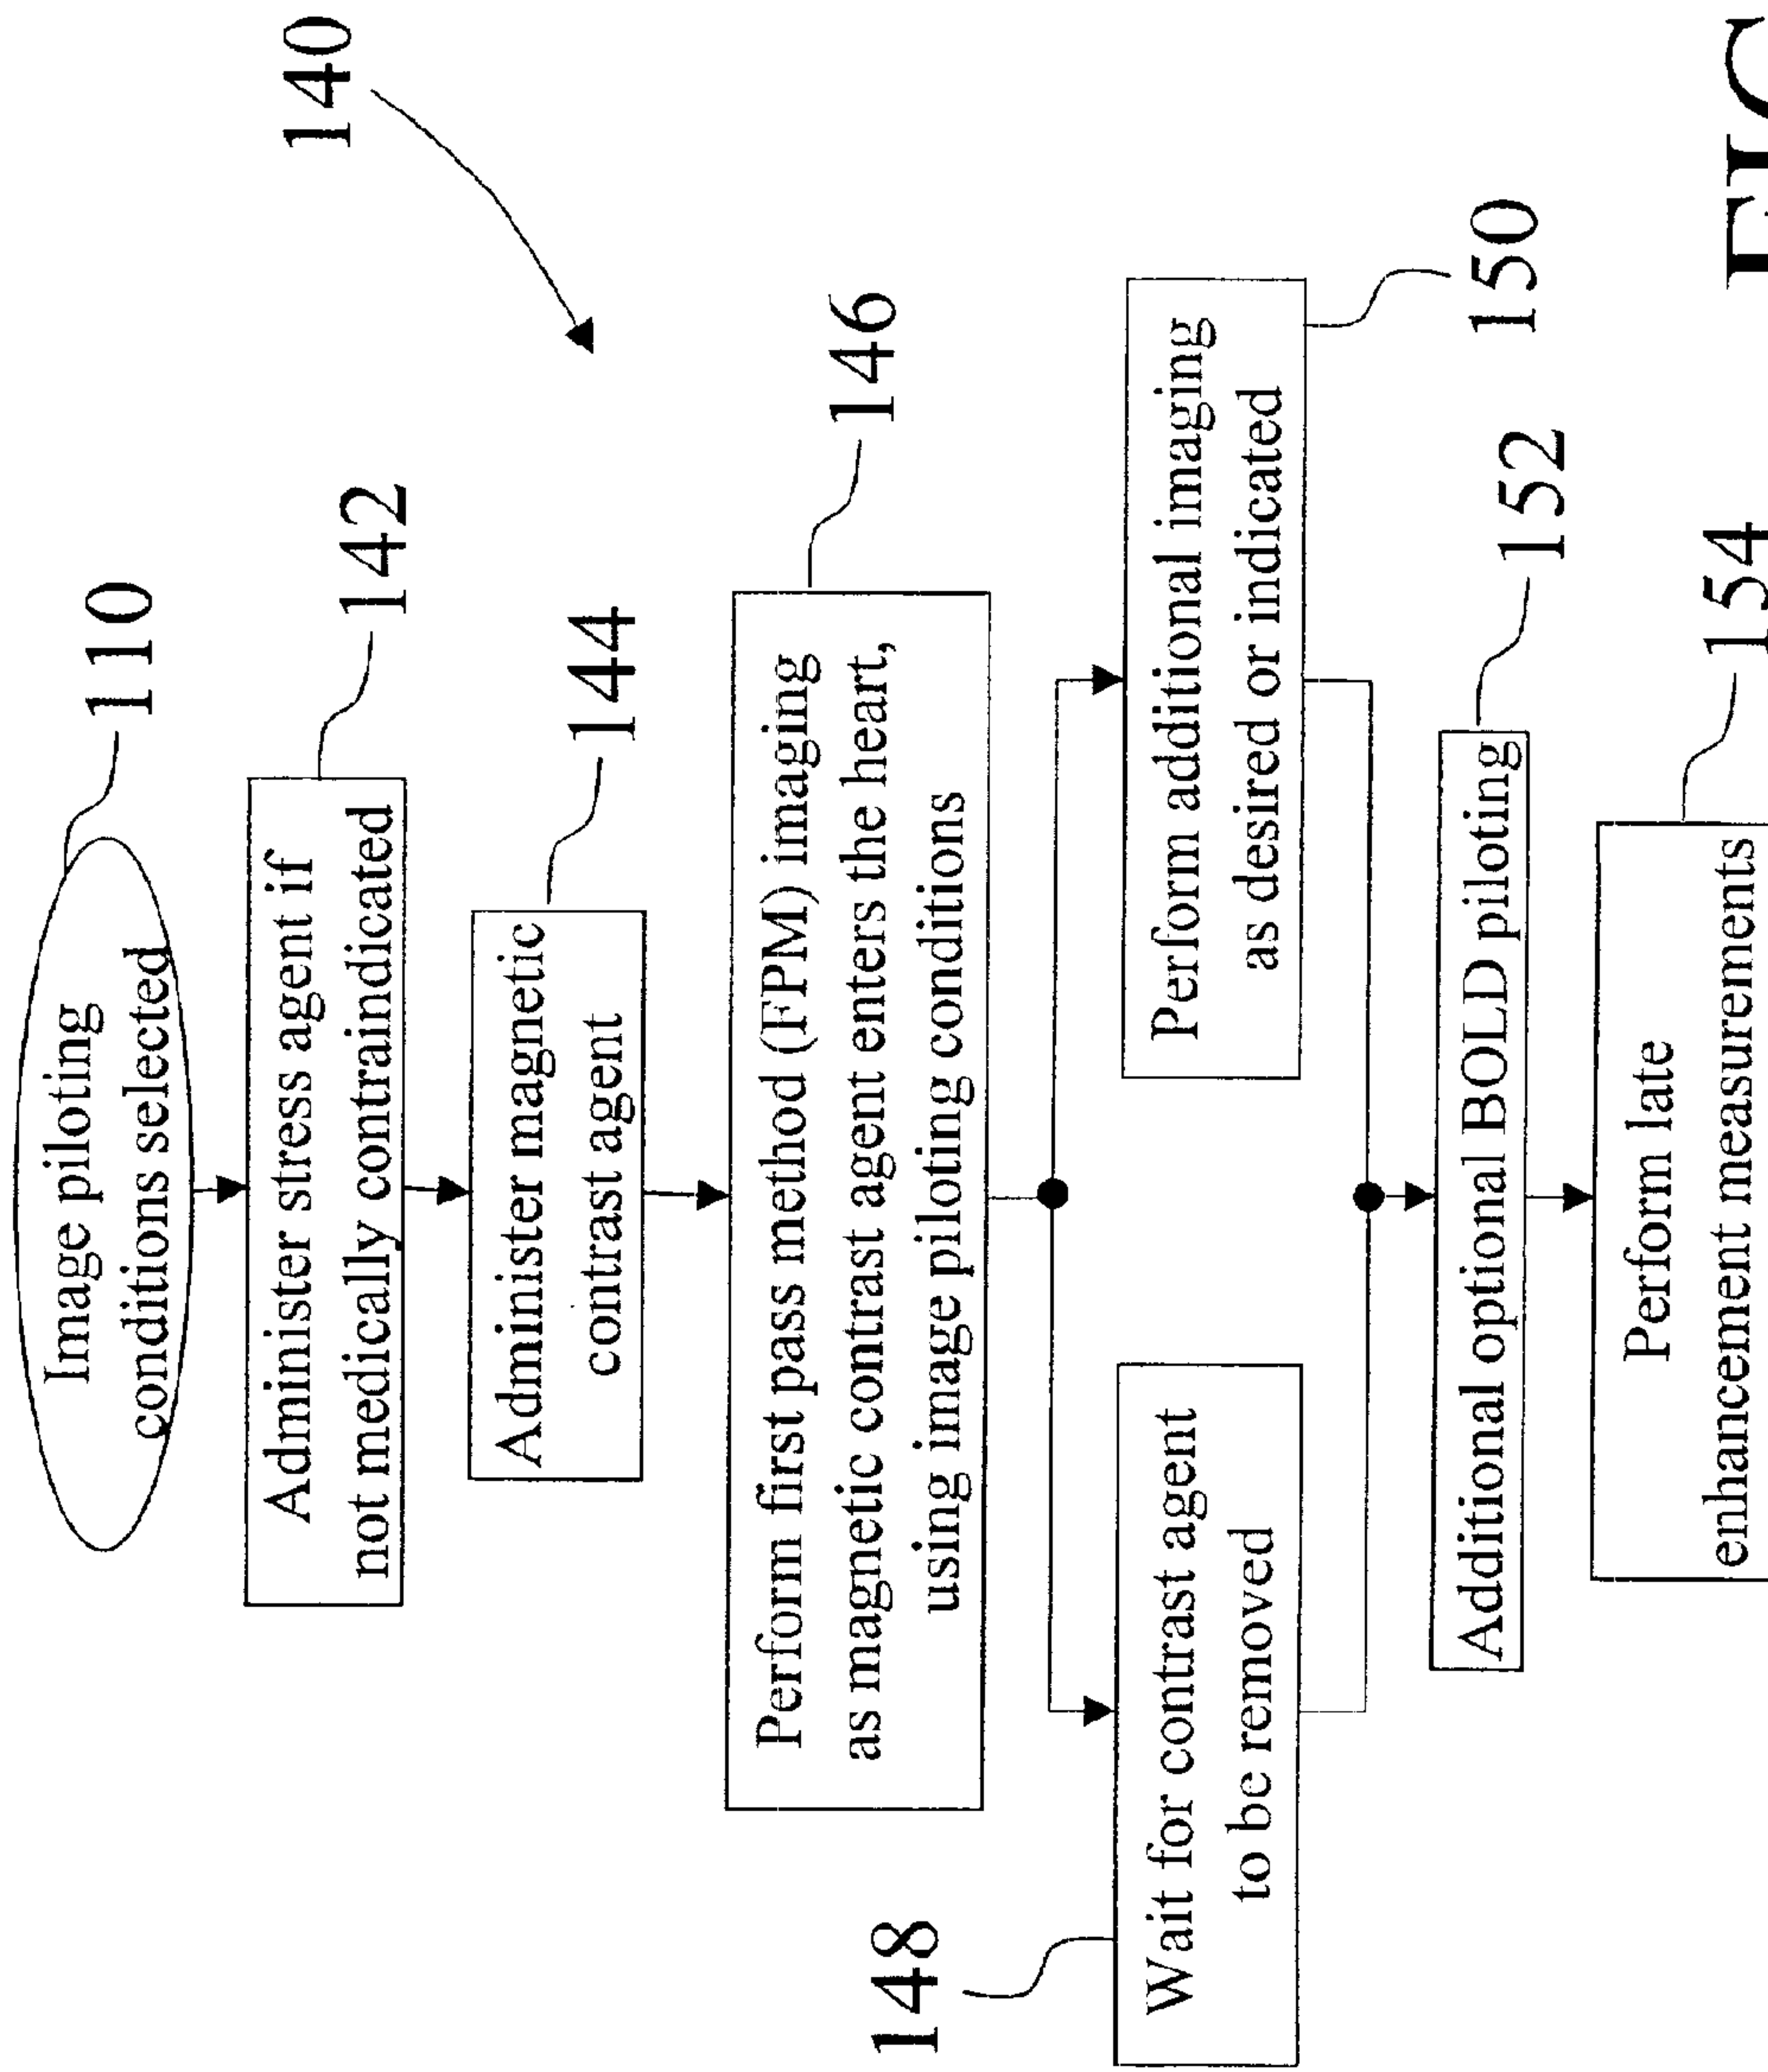 110
Image piloting
conditions selected
140
142
Administer stress agent if
not medically contraindicated
144
Administer magnetic
contrast agent
146
Perform first pass method (FPM) imaging
as magnetic contrast agent enters the heart,
using image piloting conditions
148
Wait for contrast agent
to be removed
Perform additional imaging
as desired or indicated
150
152
Additional optional BOLD piloting
154
Perform late
enhancement measurements